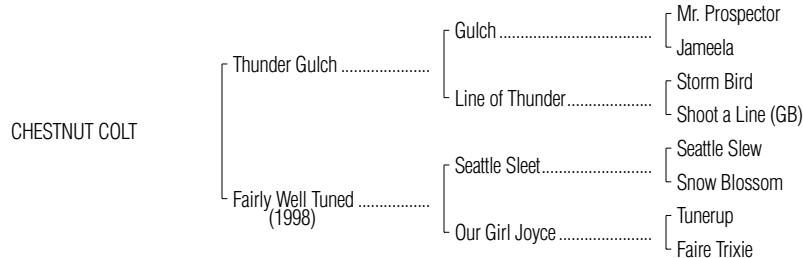 Mr. Prospector
Gulch
Jameela
Thunder Gulch
Storm Bird
Line of Thunder
Shoot a Line (GB)
CHESTNUT COLT
Seattle Slew
Seattle Sleet
Snow Blossom
Fairly Well Tuned
(1998)
Tunerup
Our Girl Joyce
Faire Trixie